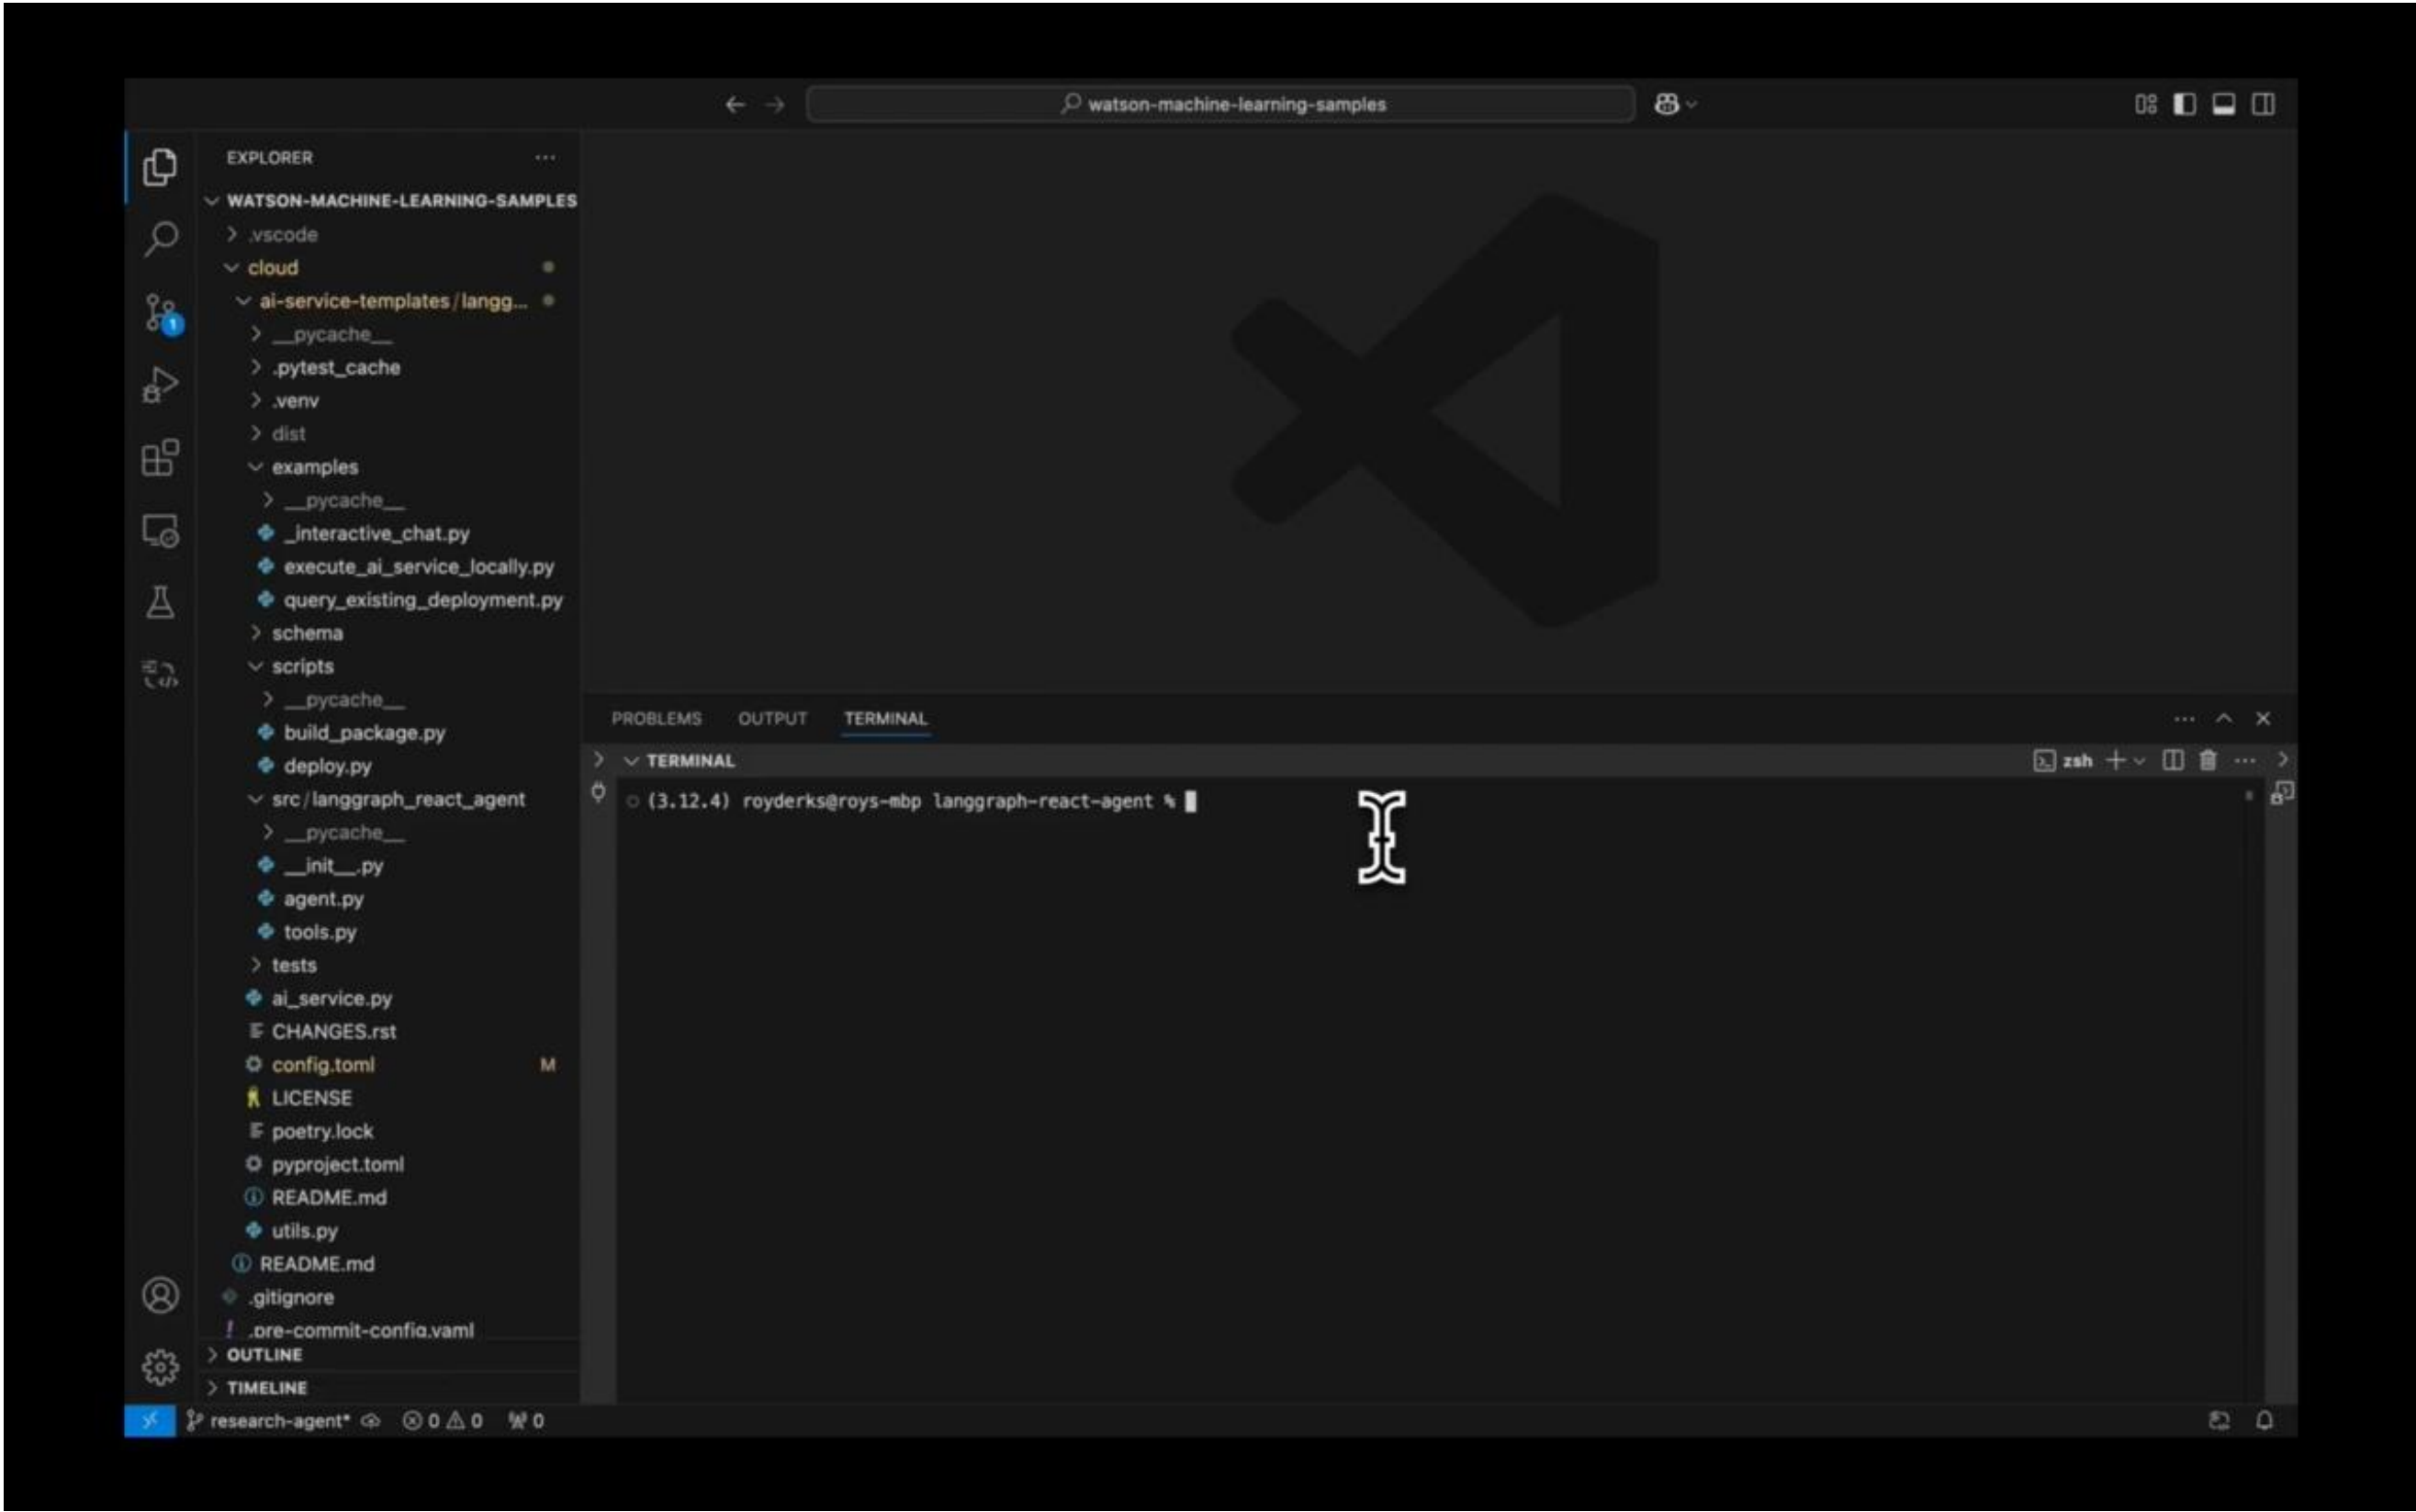 watson-machine-learning-samples
EXPLORER
WATSON-MACHINE-LEARNING-SAMPLES
.vscode
cloud
ai-service-templates/langg...
__pycache__
.pytest_cache
.venv
dist
examples
__pycache__
_interactive_chat.py
execute_ai_service_locally.py
query_existing_deployment.py
schema
scripts
__pycache__
build_package.py
deploy.py
src/langgraph_react_agent
__pycache__
__init__.py
agent.py
tools.py
tests
ai_service.py
CHANGES.rst
config.toml M
LICENSE
poetry.lock
pyproject.toml
README.md
utils.py
README.md
.gitignore
.pre-commit-config.yaml
OUTLINE
TIMELINE
1
PROBLEMS OUTPUT TERMINAL
TERMINAL zsh
(3.12.4) royderks@roys-mbp langgraph-react-agent %
research-agent* 0 0 0